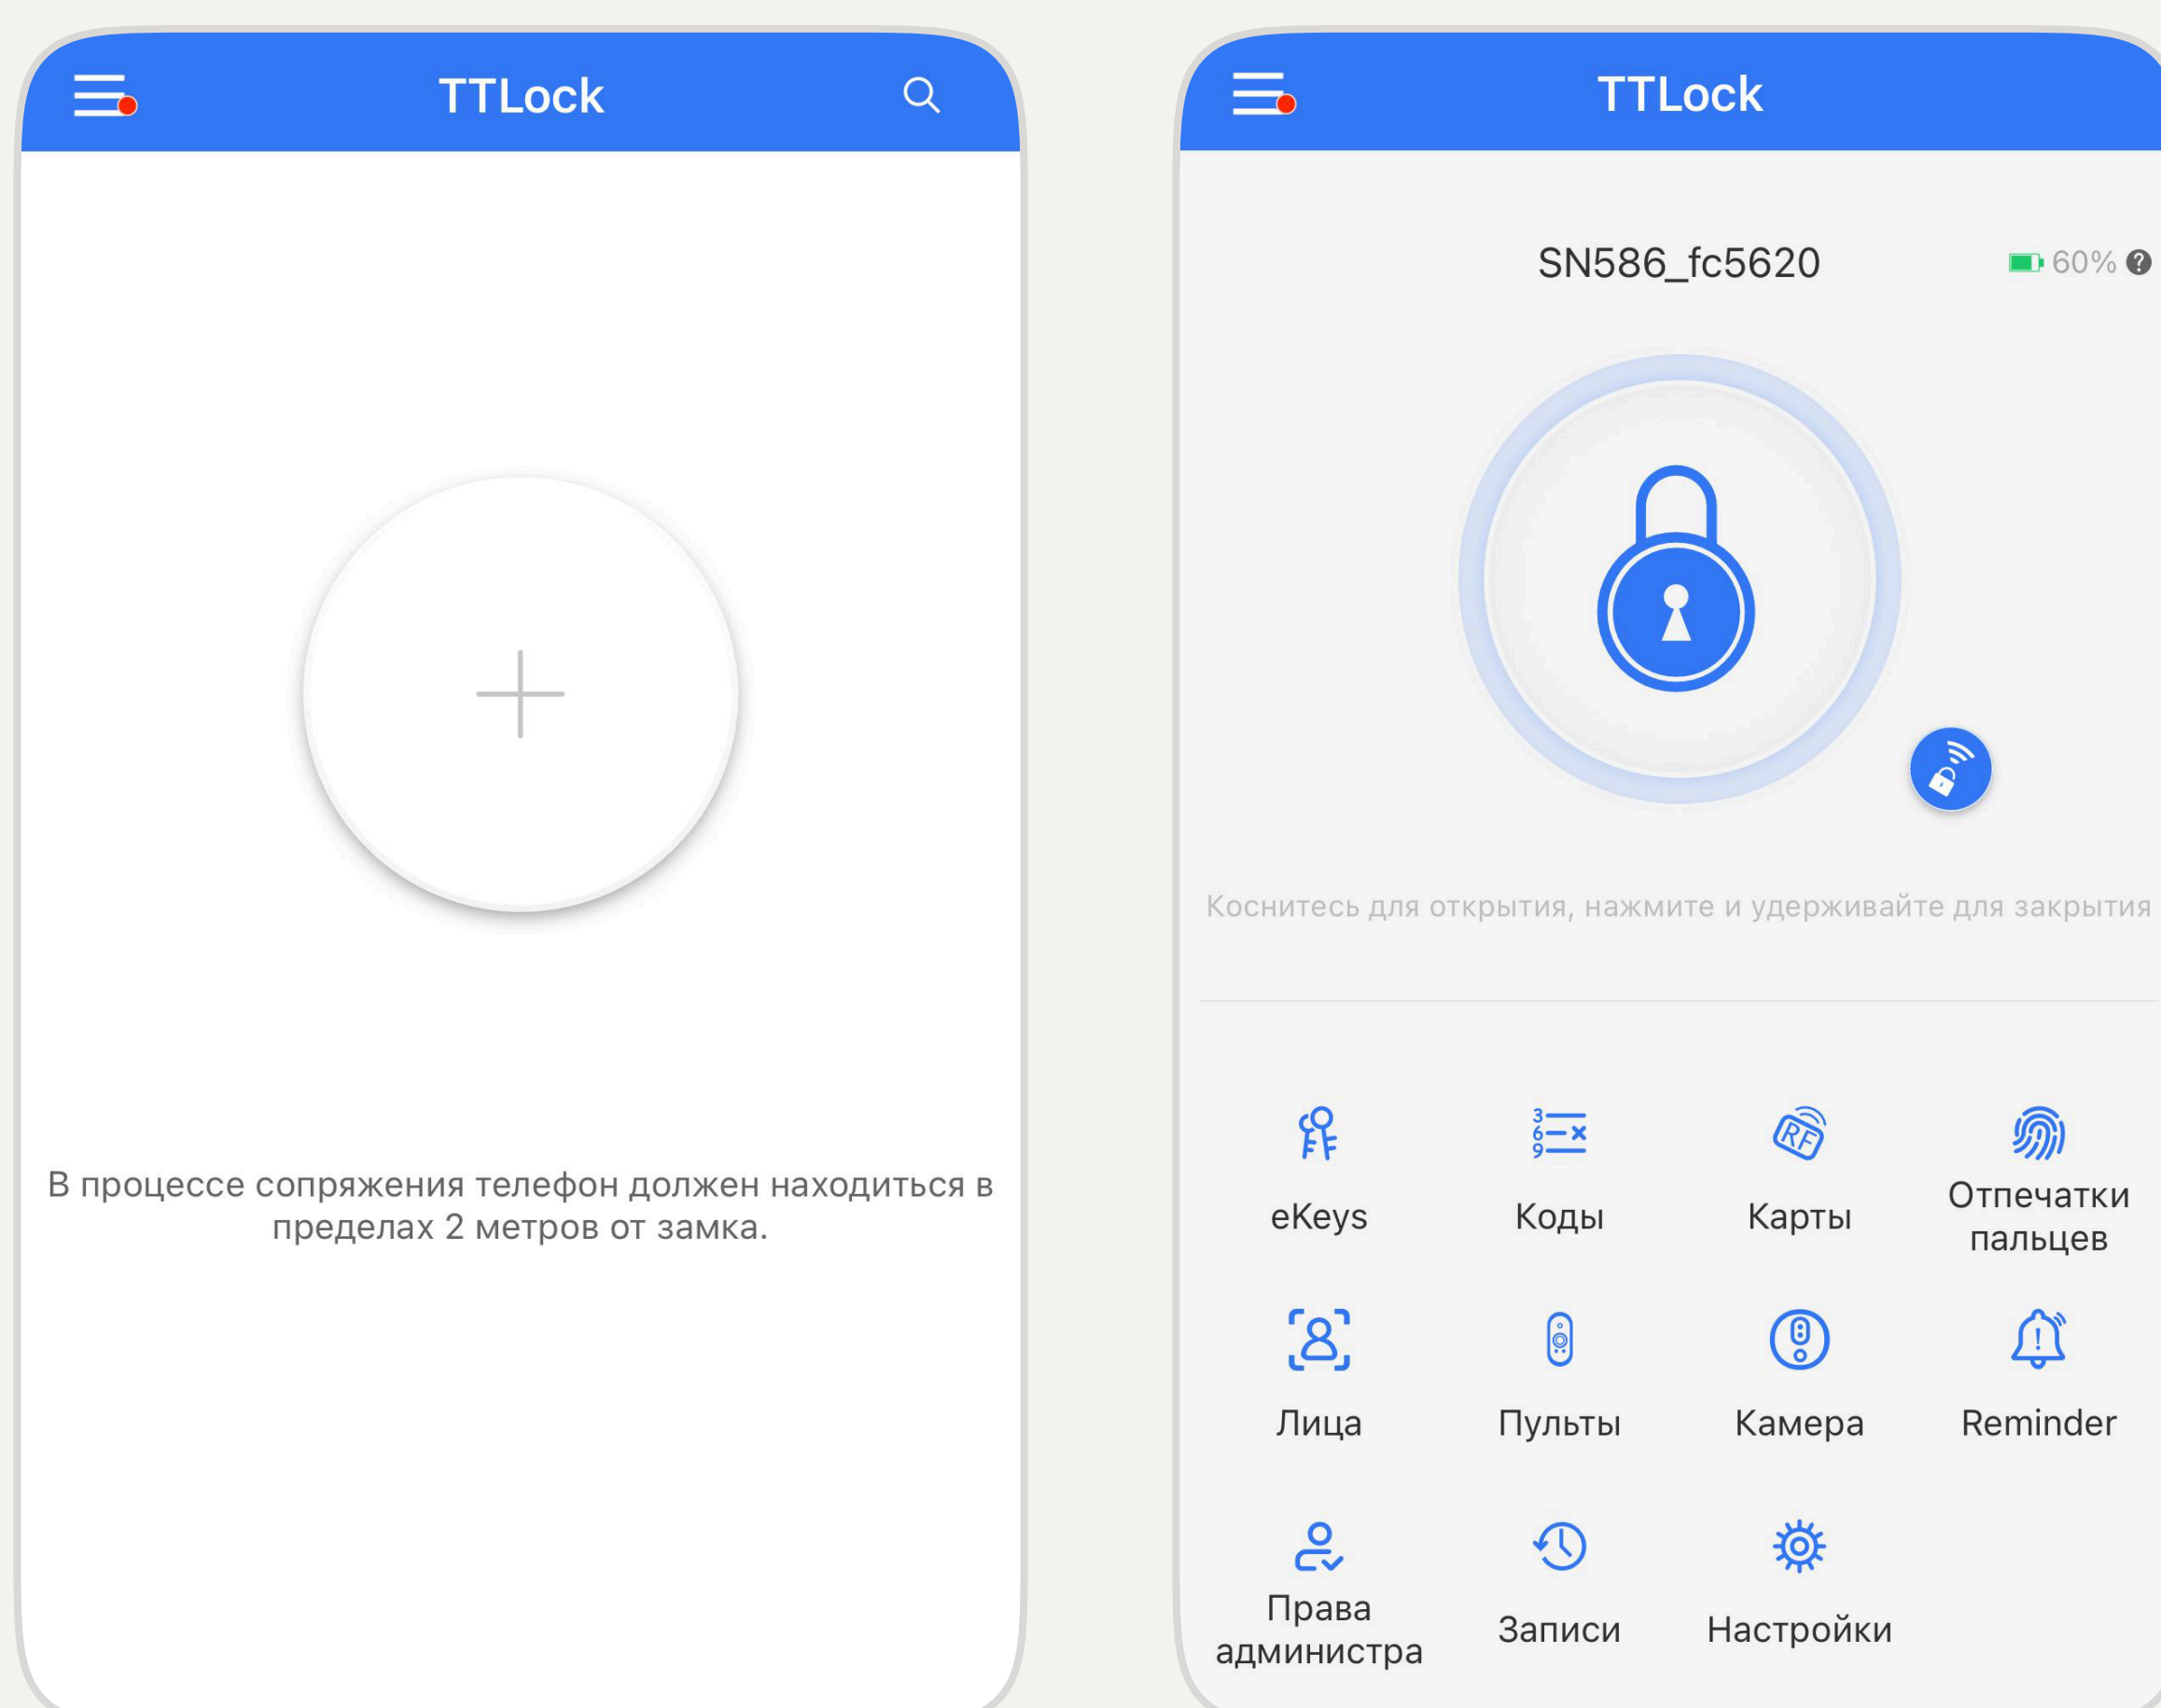 TTLock
В процессе сопряжения телефон должен находиться в
пределах 2 метров от замка.
TTLock
SN586_fc5620
60%
Коснитесь для открытия, нажмите и удерживайте для закрытия
eKeys
Коды
Карты
Отпечатки
пальцев
Лица
Пульты
Камера
Reminder
Права
администра
Записи
Настройки